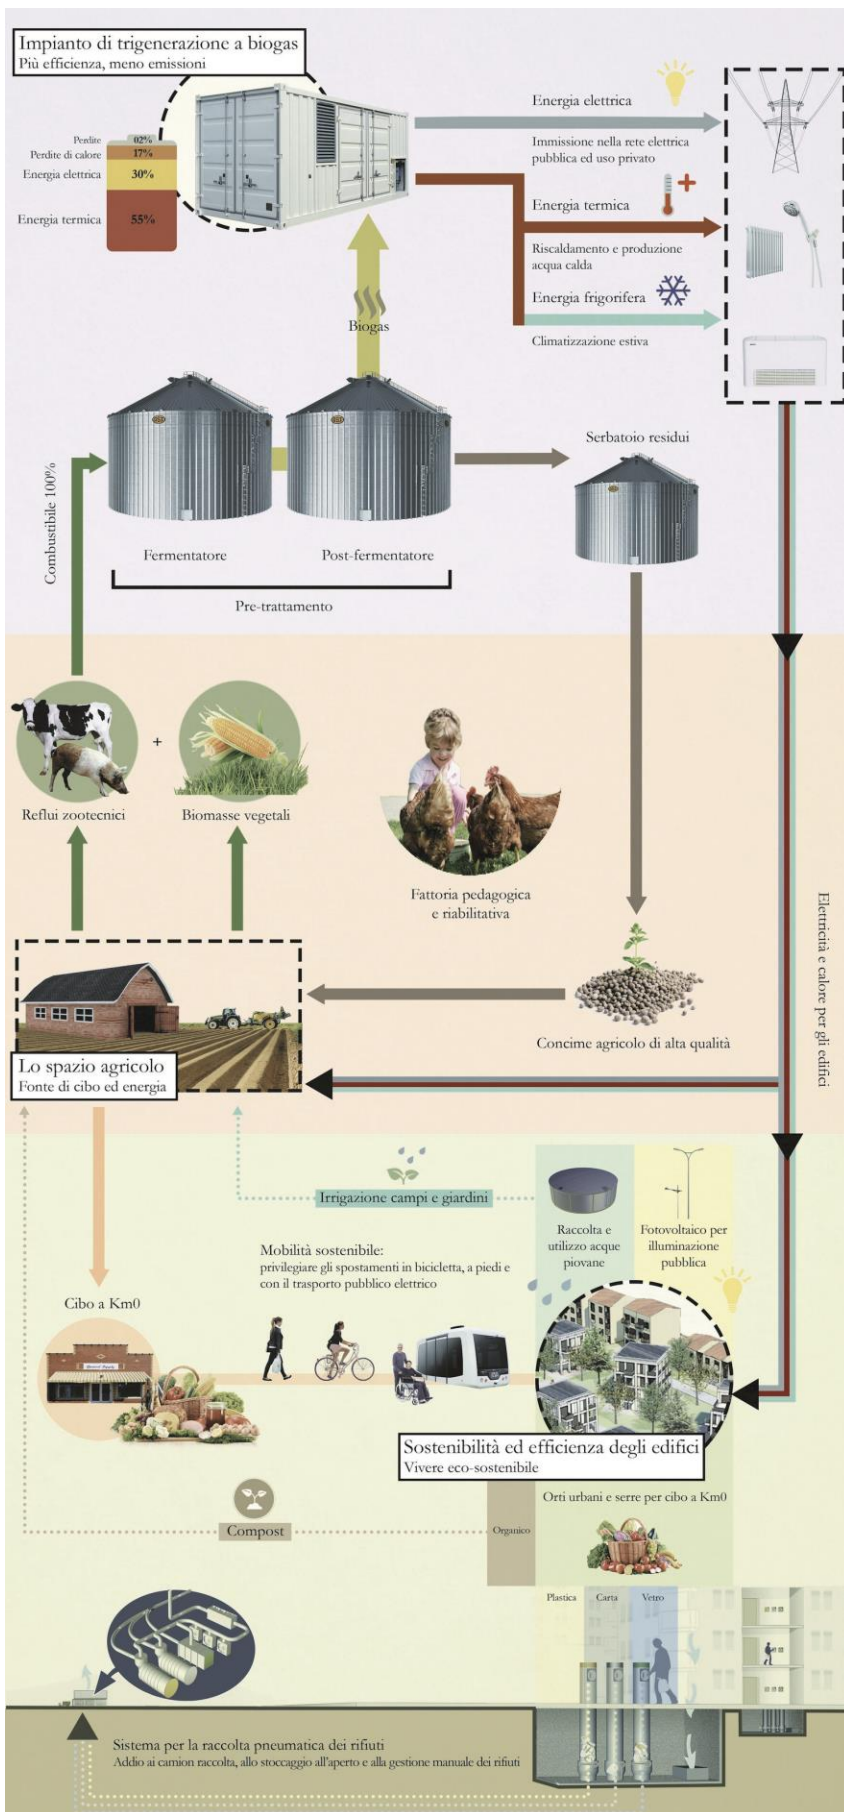 Impianto di trigenerazione a biogas
Più efficienza, meno emissioni
Perdite
02%
Perdite di calore
17%
Energia elettrica
30%
Energia termica
55%
Energia elettrica
Immissione nella rete elettrica
pubblica ed uso privato
Energia termica
Riscaldamento e produzione
acqua calda
Energia frigorifera
Climatizzazione estiva
Biogas
Serbatoio residui
Combustibile 100%
Fermentatore
Post-fermentatore
Pre-trattamento
+
Reflui zootecnici
Biomasse vegetali
Fattoria pedagogica
e riabilitativa
Elettricità e calore per gli edifici
Concime agricolo di alta qualità
Lo spazio agricolo
Fonte di cibo ed energia
Irrigazione campi e giardini
Raccolta e
utilizzo acque
piovane
Fotovoltaico per
illuminazione
pubblica
Mobilità sostenibile:
privilegiare gli spostamenti in bicicletta, a piedi e
con il trasporto pubblico elettrico
Cibo a Km0
Sostenibilità ed efficienza degli edifici
Vivere eco-sostenibile
Orti urbani e serre per cibo a Km0
Compost
Organico
Plastica
Carta
Vetro
Sistema per la raccolta pneumatica dei rifiuti
Addio ai camion raccolta, allo stoccaggio all'aperto e alla gestione manuale dei rifiuti